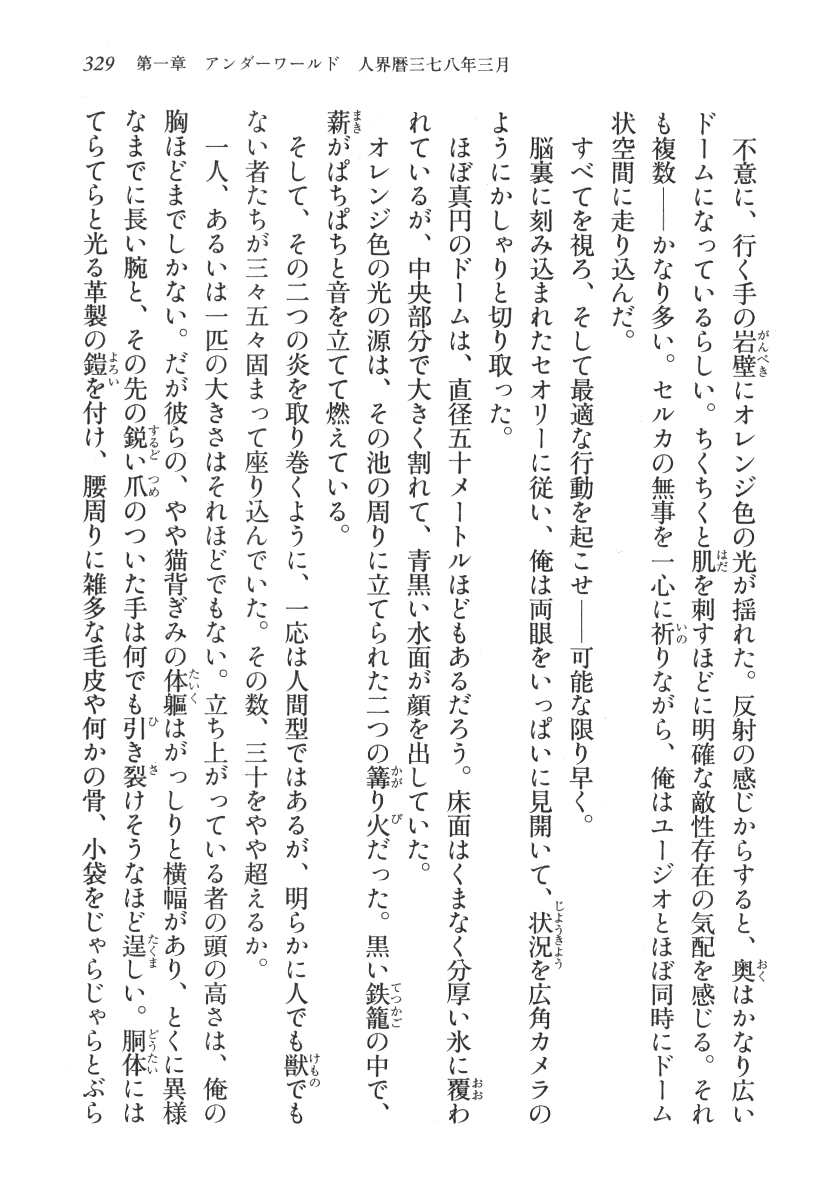 329 第一章 アンダーワールド 人界暦三七八年三月
不意に、行く手の岩壁にオレンジ色の光が揺れた。反射の感じからすると、奥はかなり広い
ドームになっているらしい。ちくちくと肌を刺すほどに明確な敵性存在の気配を感じる。それ
も複数――かなり多い。セルカの無事を一心に祈りながら、俺はユージオとほぼ同時にドーム
状空間に走り込んだ。
すべてを視ろ、そして最適な行動を起こせ――可能な限り早く。
脳裏に刻み込まれたセオリーに従い、俺は両眼をいっぱいに見開いて、状況を広角カメラの
ようにかしゃりと切り取った。
ほぼ真円のドームは、直径五十メートルほどもあるだろう。床面はくまなく分厚い氷に覆わ
れているが、中央部分で大きく割れて、青黒い水面が顔を出していた。
オレンジ色の光の源は、その池の周りに立てられた二つの篝り火だった。黒い鉄籠の中で、
薪がぱちぱちと音を立てて燃えている。
そして、その二つの炎を取り巻くように、一応は人間型ではあるが、明らかに人でも獣でも
ない者たちが三々五々固まって座り込んでいた。その数、三十をやや超えるか。
一人、あるいは一匹の大きさはそれほどでもない。立ち上がっている者の頭の高さは、俺の
胸ほどまでしかない。だが彼らの、やや猫背ぎみの体軀はがっしりと横幅があり、とくに異様
なまでに長い腕と、その先の鋭い爪のついた手は何でも引き裂けそうなほど逞しい。胴体には
てらてらと光る革製の鎧を付け、腰周りに雑多な毛皮や何かの骨、小袋をじゃらじゃらとぶら